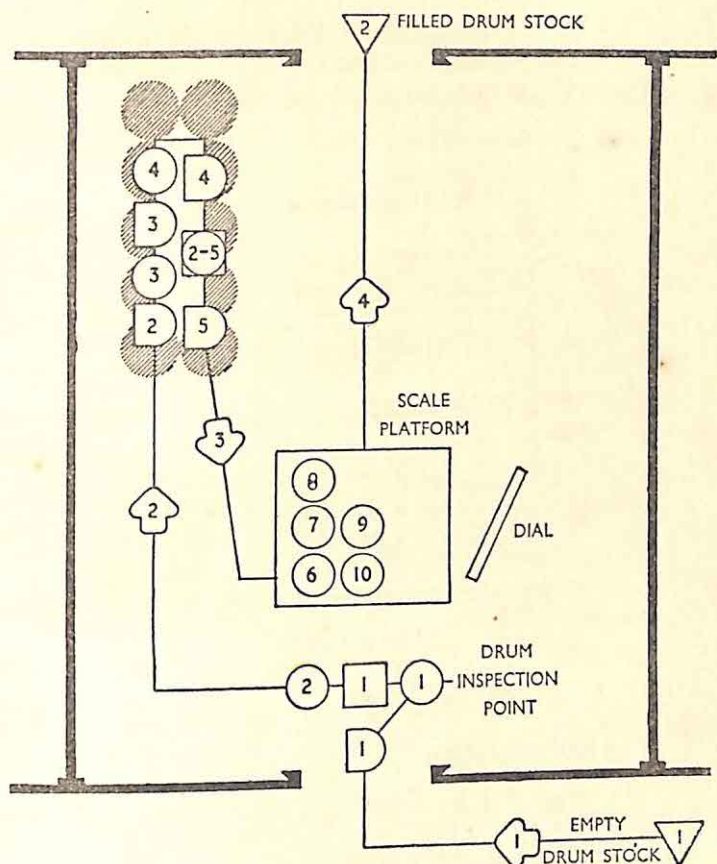 2 FILLED DRUM STOCK
4 4
3
2-5
3
2 5
4
3
SCALE
PLATFORM
8
7 9
6 10
DIAL
2
DRUM
INSPECTION
POINT
2 1 1
1
1 EMPTY
DRUM STOCK 1